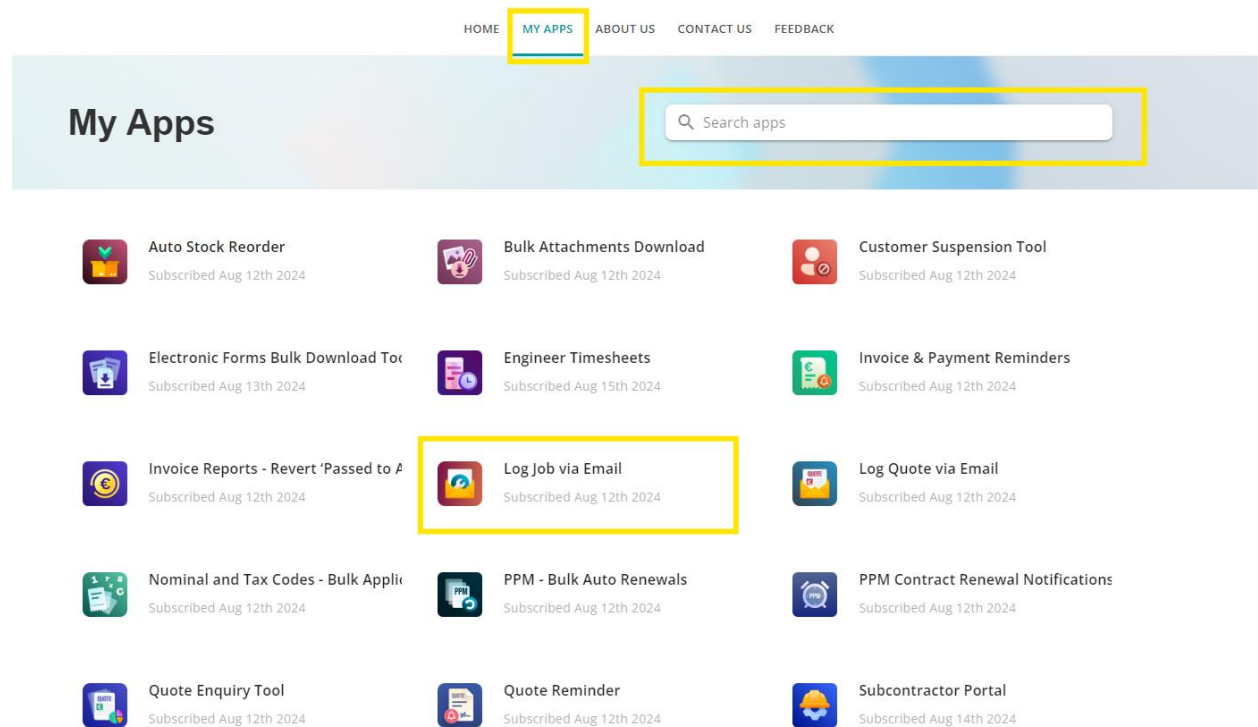 HOME MY APPS ABOUT US CONTACT US FEEDBACK
My Apps
Search apps
Auto Stock Reorder
Subscribed Aug 12th 2024
Bulk Attachments Download
Subscribed Aug 12th 2024
Customer Suspension Tool
Subscribed Aug 12th 2024
Electronic Forms Bulk Download Too
Subscribed Aug 13th 2024
Engineer Timesheets
Subscribed Aug 15th 2024
Invoice & Payment Reminders
Subscribed Aug 12th 2024
Invoice Reports - Revert ‘Passed to A
Subscribed Aug 12th 2024
Log Job via Email
Subscribed Aug 12th 2024
QUOTE
Log Quote via Email
Subscribed Aug 12th 2024
Nominal and Tax Codes - Bulk Applic
Subscribed Aug 12th 2024
PPM
PPM - Bulk Auto Renewals
Subscribed Aug 12th 2024
PPM
PPM Contract Renewal Notifications
Subscribed Aug 12th 2024
QUOTE
Quote Enquiry Tool
Subscribed Aug 12th 2024
QUOTE
Quote Reminder
Subscribed Aug 12th 2024
Subcontractor Portal
Subscribed Aug 14th 2024